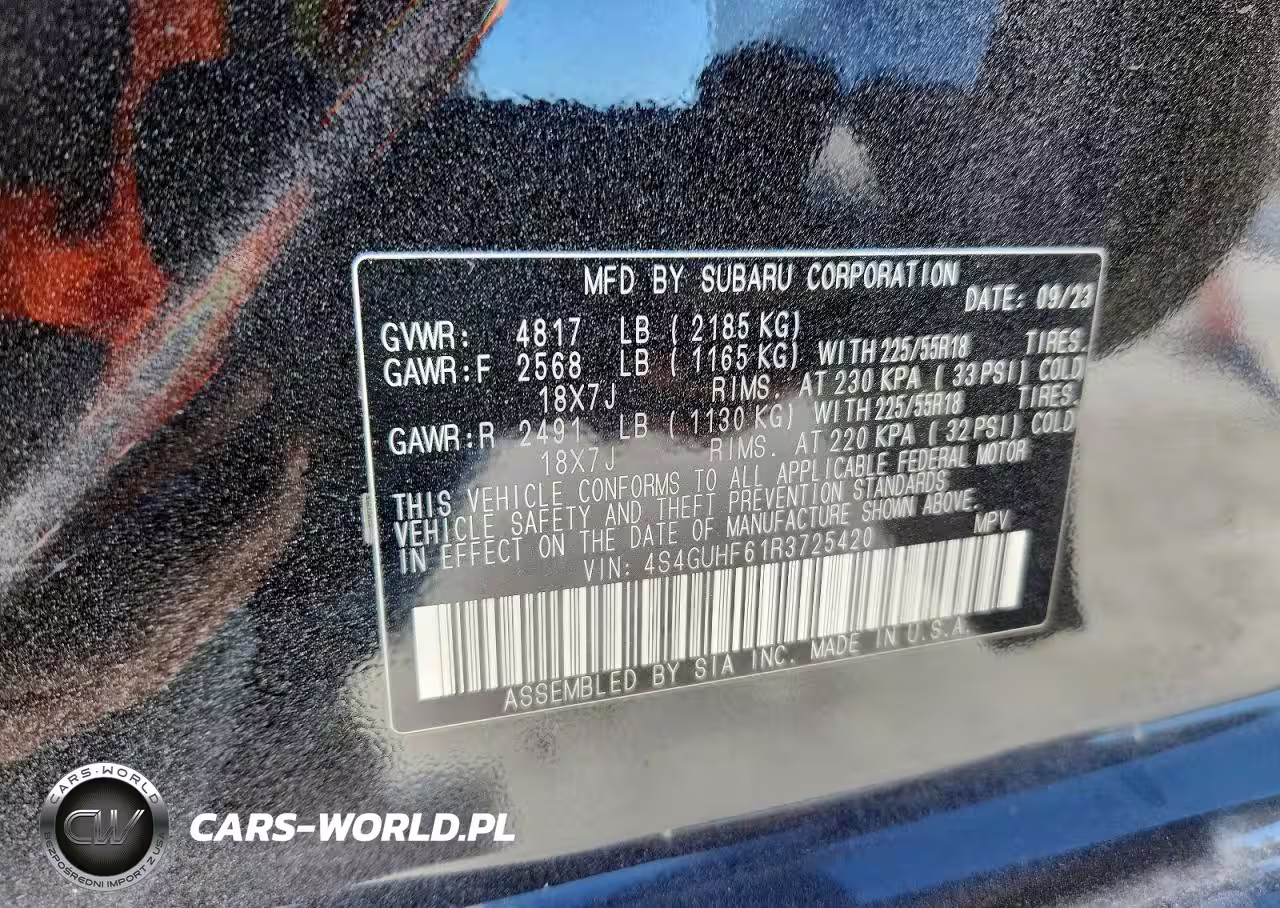 MFD BY SUBARU CORPORATION
DATE: 09/23
GVWR: 4817 LB (2185 KG)
GAWR:F 2568 LB (1165 KG) WITH 225/55R18 TIRES.
18X7J RIMS. AT 230 KPA (33 PSI) COLD
GAWR:R 2491 LB (1130 KG) WITH 225/55R18 TIRES.
18X7J RIMS. AT 220 KPA (32 PSI) COLD
THIS VEHICLE CONFORMS TO ALL APPLICABLE FEDERAL MOTOR
VEHICLE SAFETY AND THEFT PREVENTION STANDARDS
IN EFFECT ON THE DATE OF MANUFACTURE SHOWN ABOVE.
VIN: 4S4GUHF61R3725420 MPV
ASSEMBLED BY SIA INC. MADE IN U.S.A.
CARS-WORLD
CW
BEZPOŚREDNI IMPORT Z USA
CARS-WORLD.PL